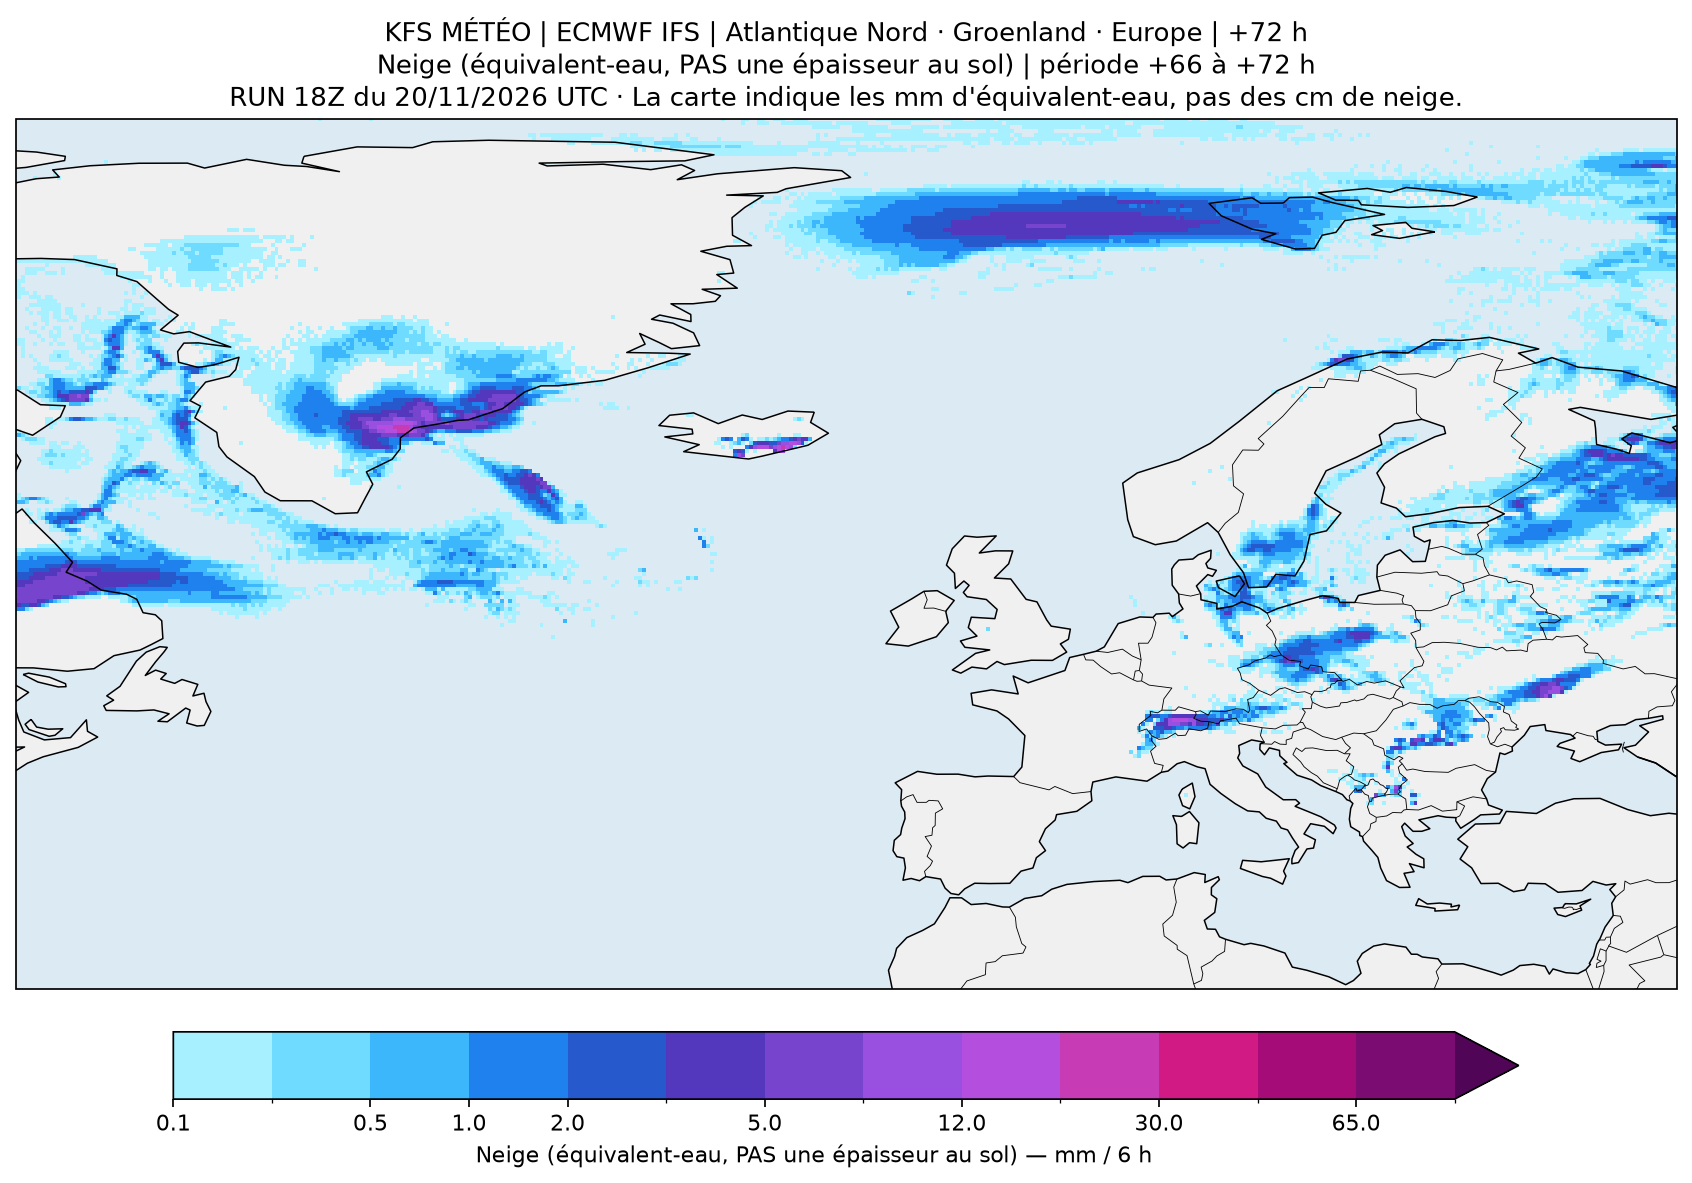 KFS MÉTÉO | ECMWF IFS | Atlantique Nord · Groenland · Europe | +72 h
Neige (équivalent-eau, PAS une épaisseur au sol) | période +66 à +72 h
RUN 18Z du 20/11/2026 UTC · La carte indique les mm d'équivalent-eau, pas des cm de neige.
0.1 0.5 1.0 2.0 5.0 12.0 30.0 65.0
Neige (équivalent-eau, PAS une épaisseur au sol) — mm / 6 h